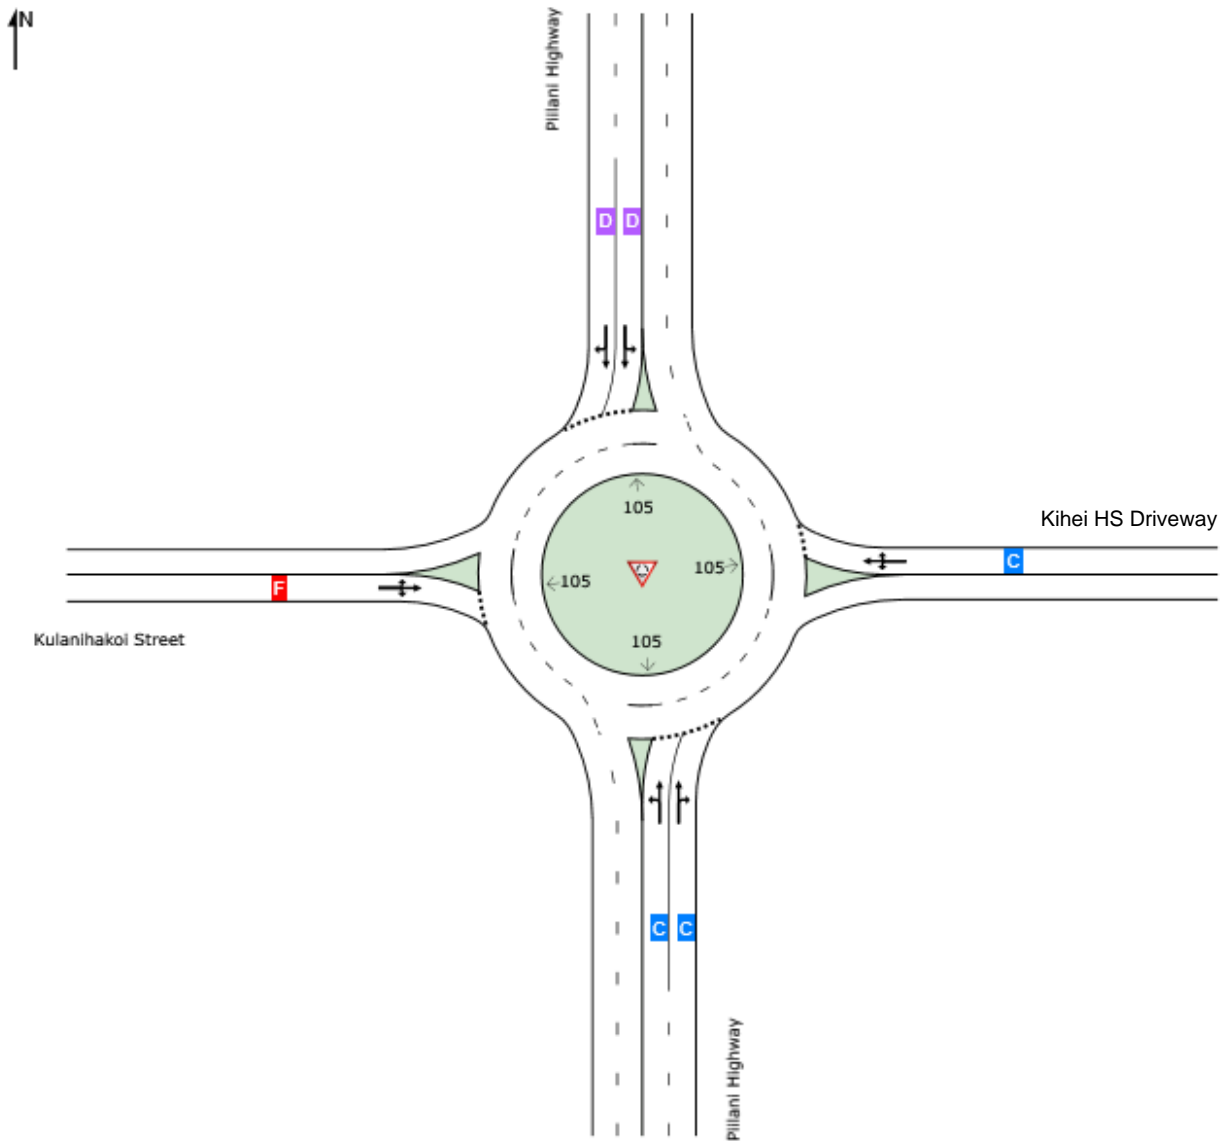 N
Piilani Highway
D D
105
Kihei HS Driveway
105
105
C
F
105
Kulanihakoi Street
C C
Piilani Highway